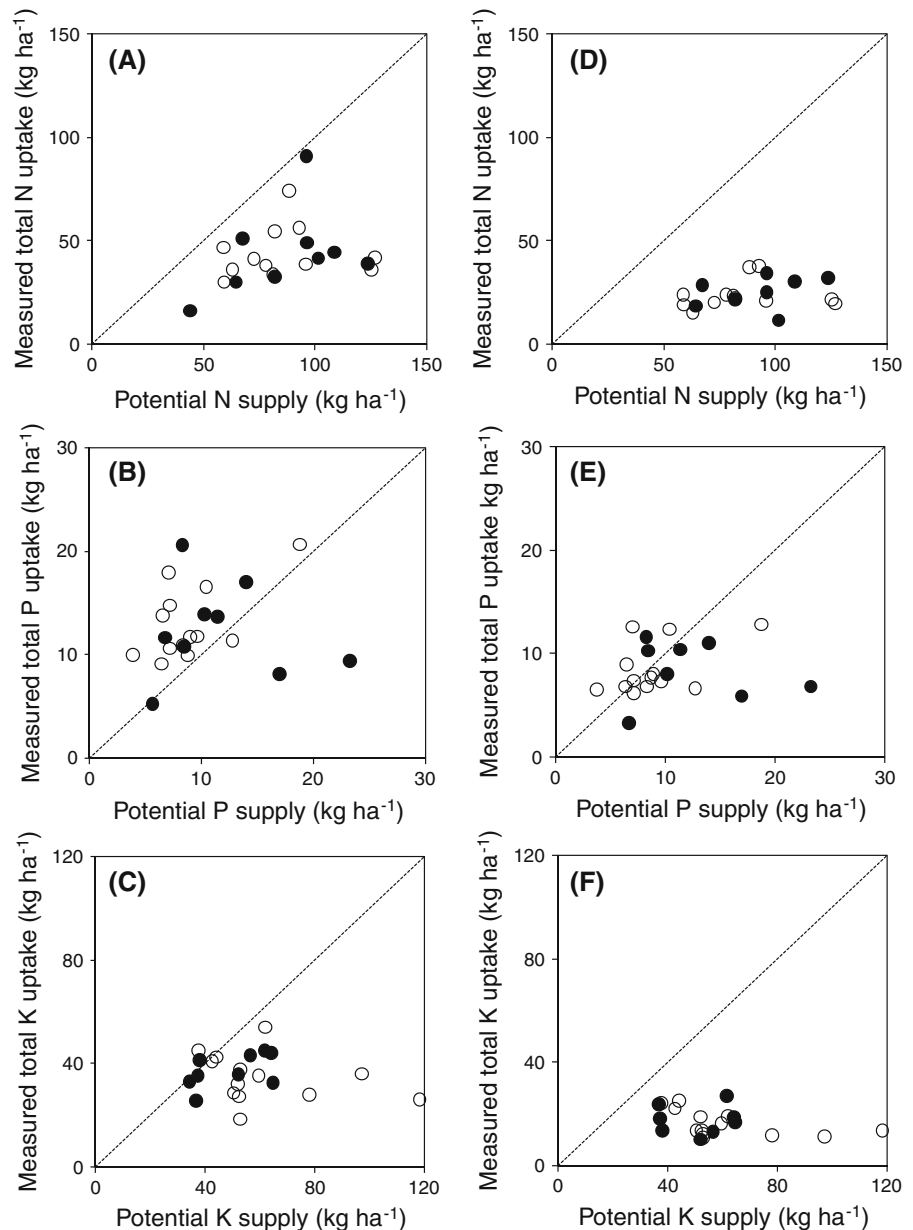 (A)
150
100
50
0
0
50
100
150
Measured total N uptake (kg ha-1)
Potential N supply (kg ha-1)
(D)
150
100
50
0
0
50
100
150
Measured total N uptake (kg ha-1)
Potential N supply (kg ha-1)
(B)
30
20
10
0
0
10
20
30
Measured total P uptake (kg ha-1)
Potential P supply (kg ha-1)
(E)
30
20
10
0
0
10
20
30
Measured total P uptake kg ha-1)
Potential P supply (kg ha-1)
(C)
120
80
40
0
0
40
80
120
Measured total K uptake (kg ha-1)
Potential K supply (kg ha-1)
(F)
120
80
40
0
0
40
80
120
Measured total K uptake (kg ha-1)
Potential K supply (kg ha-1)